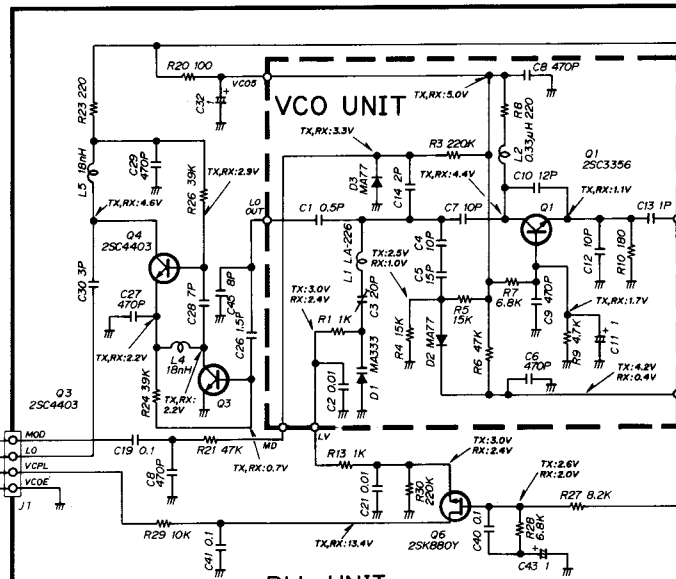 R20 100
VCO5
C32 1
R23 220
VCO UNIT
TX,RX:5.0V
C8 470P
R8 220
L2 0.33μH
TX,RX:3.3V
R3 220K
D3 MA77
C14 2P
TX,RX:4.4V
C10 12P
Q1
2SC3356
TX,RX:1.1V
L5 18nH
C29
470P
TX,RX:2.9V
R26 39K
TX,RX:4.6V
LO
OUT
C1 0.5P
C7 10P
Q1
C13 1P
Q4
2SC4403
L1 LA-226
C4
10P
C5
15P
C3 20P
TX:2.5V
RX:1.0V
C12 10P
R10 180
C30 3P
C27
470P
C28 7P
C45 8P
C26 1.5P
TX:3.0V
RX:2.4V
R7
6.8K
C9 470P
TX,RX:1.7V
R1 1K
R4 15K
R5
15K
D2 MA77
R6 47K
R9 4.7K
C11 1
TX,RX:2.2V
L4
18nH
D1 MA333
C2 0.01
C6
470P
TX:4.2V
RX:0.4V
Q3
2SC4403
R24 39K
TX,RX:
2.2V
Q3
MOD
LO
VCPL
VCOE
J1
C19 0.1
C8
470P
R21 47K
MD
LV
TX,RX:0.7V
R13 1K
C21 0.01
R30
220K
TX:3.0V
RX:2.4V
TX:2.6V
RX:2.0V
R27 8.2K
R29 10K
C41 0.1
TX,RX:13.4V
Q6
2SK880Y
C40 0.1
R28
6.8K
C43 1